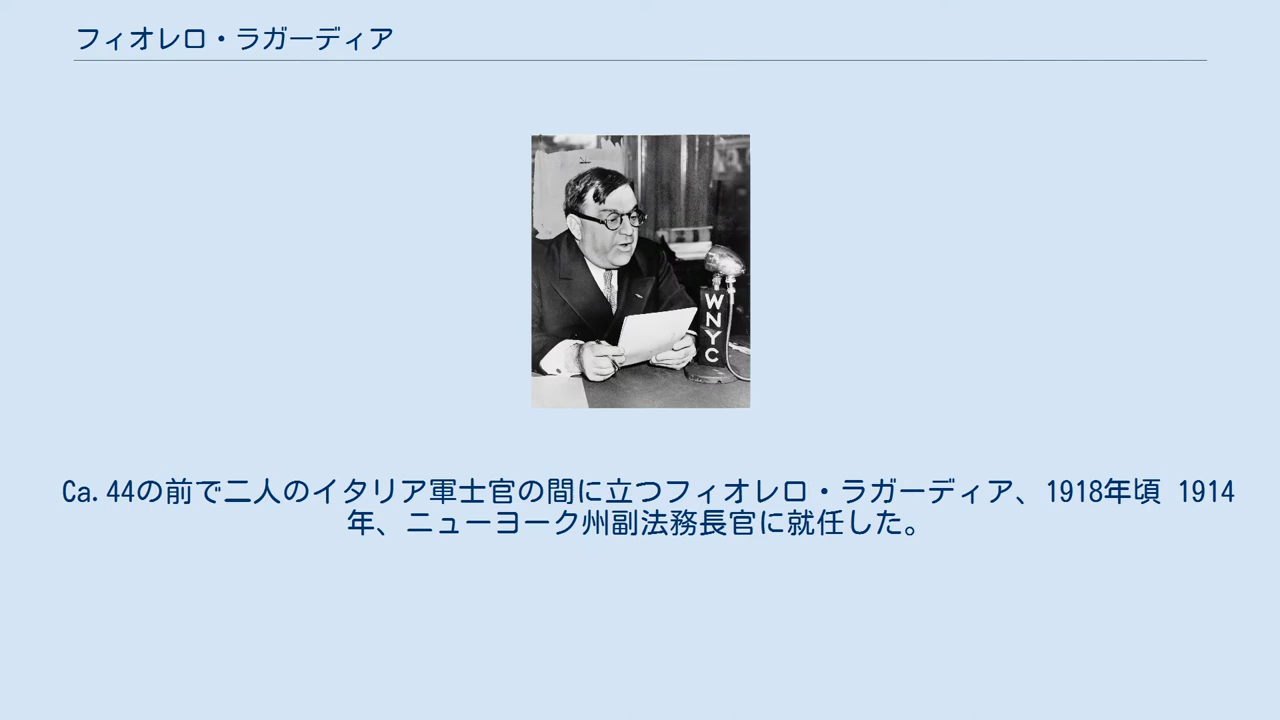 フィオレロ・ラガーディア
WNYC
Ca.44の前で二人のイタリア軍士官の間に立つフィオレロ・ラガーディア、1918年頃 1914
年、ニューヨーク州副法務長官に就任した。